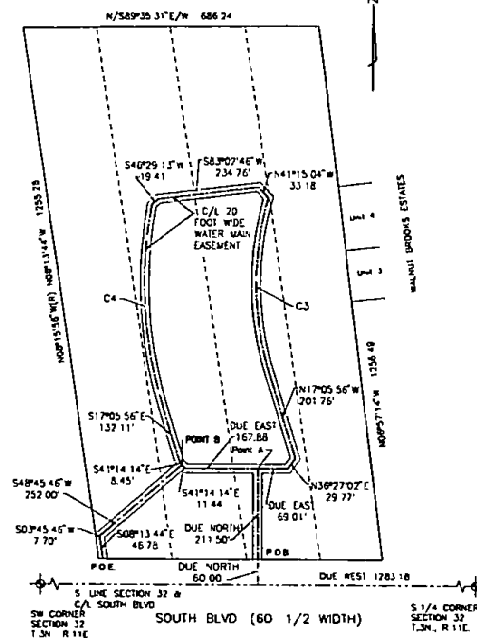 N/S89°35'31"E/W 686.24
S46°29'13"W
19.41
S83°02'46"W
234.76'
N41°15'04"W
33.18
C/L 20
FOOT WIDE
WATER MAIN
EASEMENT
Unit 4
Unit 3
WALNUT BROOKS ESTATES
N08°15'56"W(R) N08°13'44"W 1255.25
C4
C3
N08°57'14"W 1256.49
N17°05'56"W
201.76'
S17°05'56"E
132.11'
POINT B
DUE EAST
167.88
Point A
S41°14'14"E
8.45'
S48°45'46"W
252.00'
S41°14'14"E
11.44
N36°27'02"E
29.77'
DUE EAST
69.01'
S03°45'46"W
7.70'
S08°13'44"E
46.78
DUE NORTH
211.50'
P.O.E.
P.O.B
DUE NORTH
60.00
DUE WEST 1283.18
S LINE SECTION 32 &
C/L SOUTH BLVD
SW CORNER
SECTION 32
T.3N. R.11E
SOUTH BLVD (60 1/2 WIDTH)
S 1/4 CORNER
SECTION 32
T.3N., R 11E.